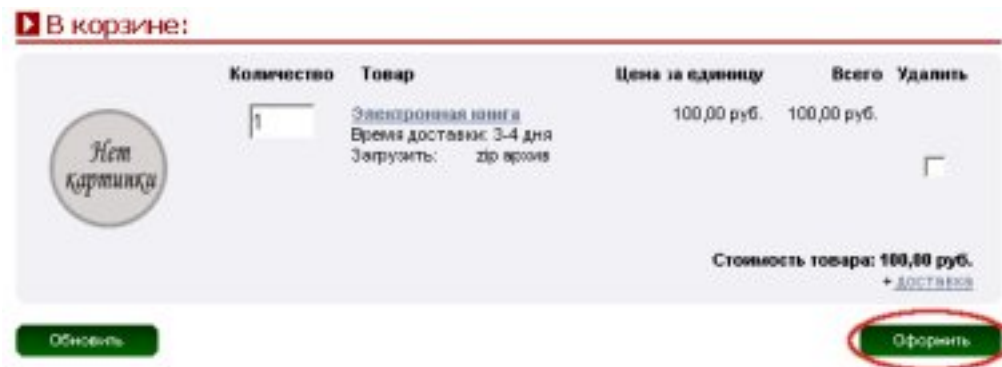 В корзине:
Количество Товар Цена за единицу Всего Удалить
1 Электронная книга 100,00 руб. 100,00 руб.
Время доставки: 3-4 дня
Загрузить: zip архив
Нет
картинки
Стоимость товара: 100,00 руб.
+ доставка
Обновить Оформить